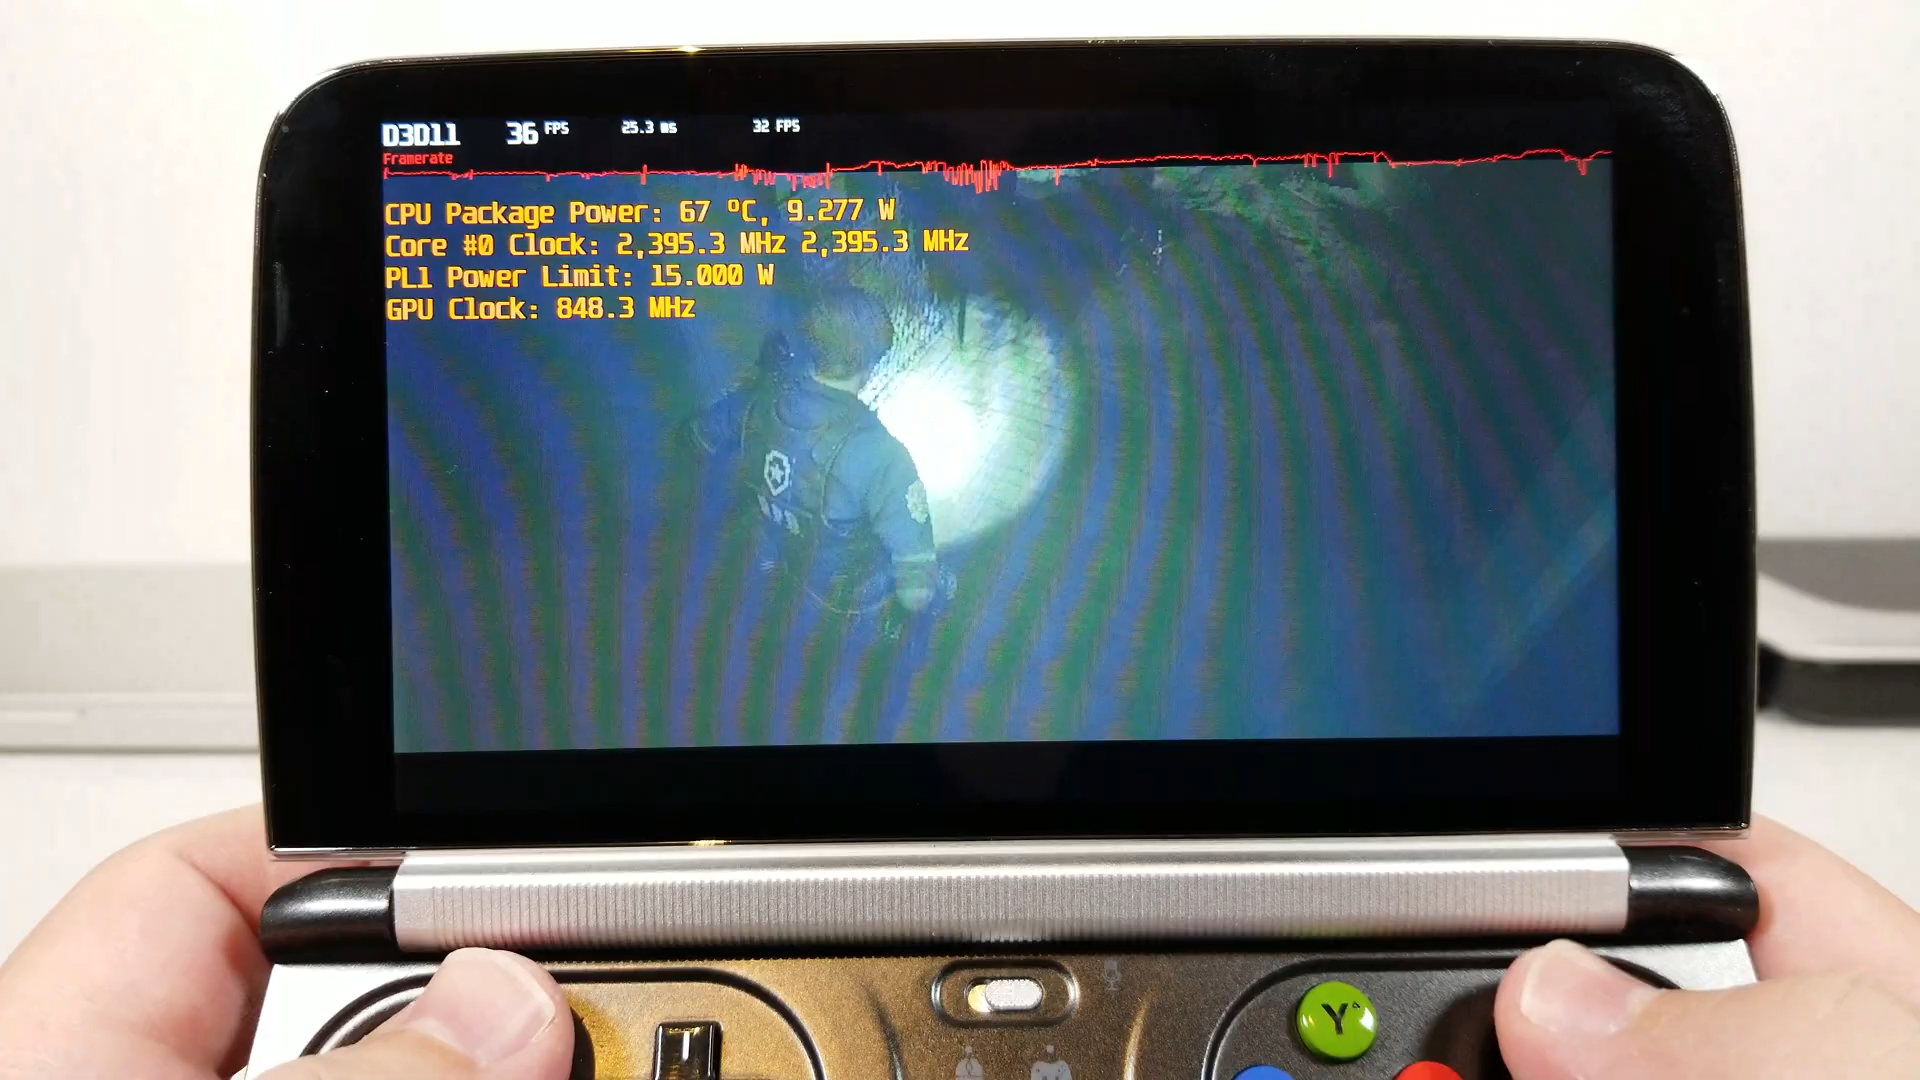 D3D11 36 FPS 25.3 ms 32 FPS
Framerate
CPU Package Power: 67 ºC, 9.277 W
Core #0 Clock: 2,395.3 MHz 2,395.3 MHz
PL1 Power Limit: 15.000 W
GPU Clock: 848.3 MHz
Y